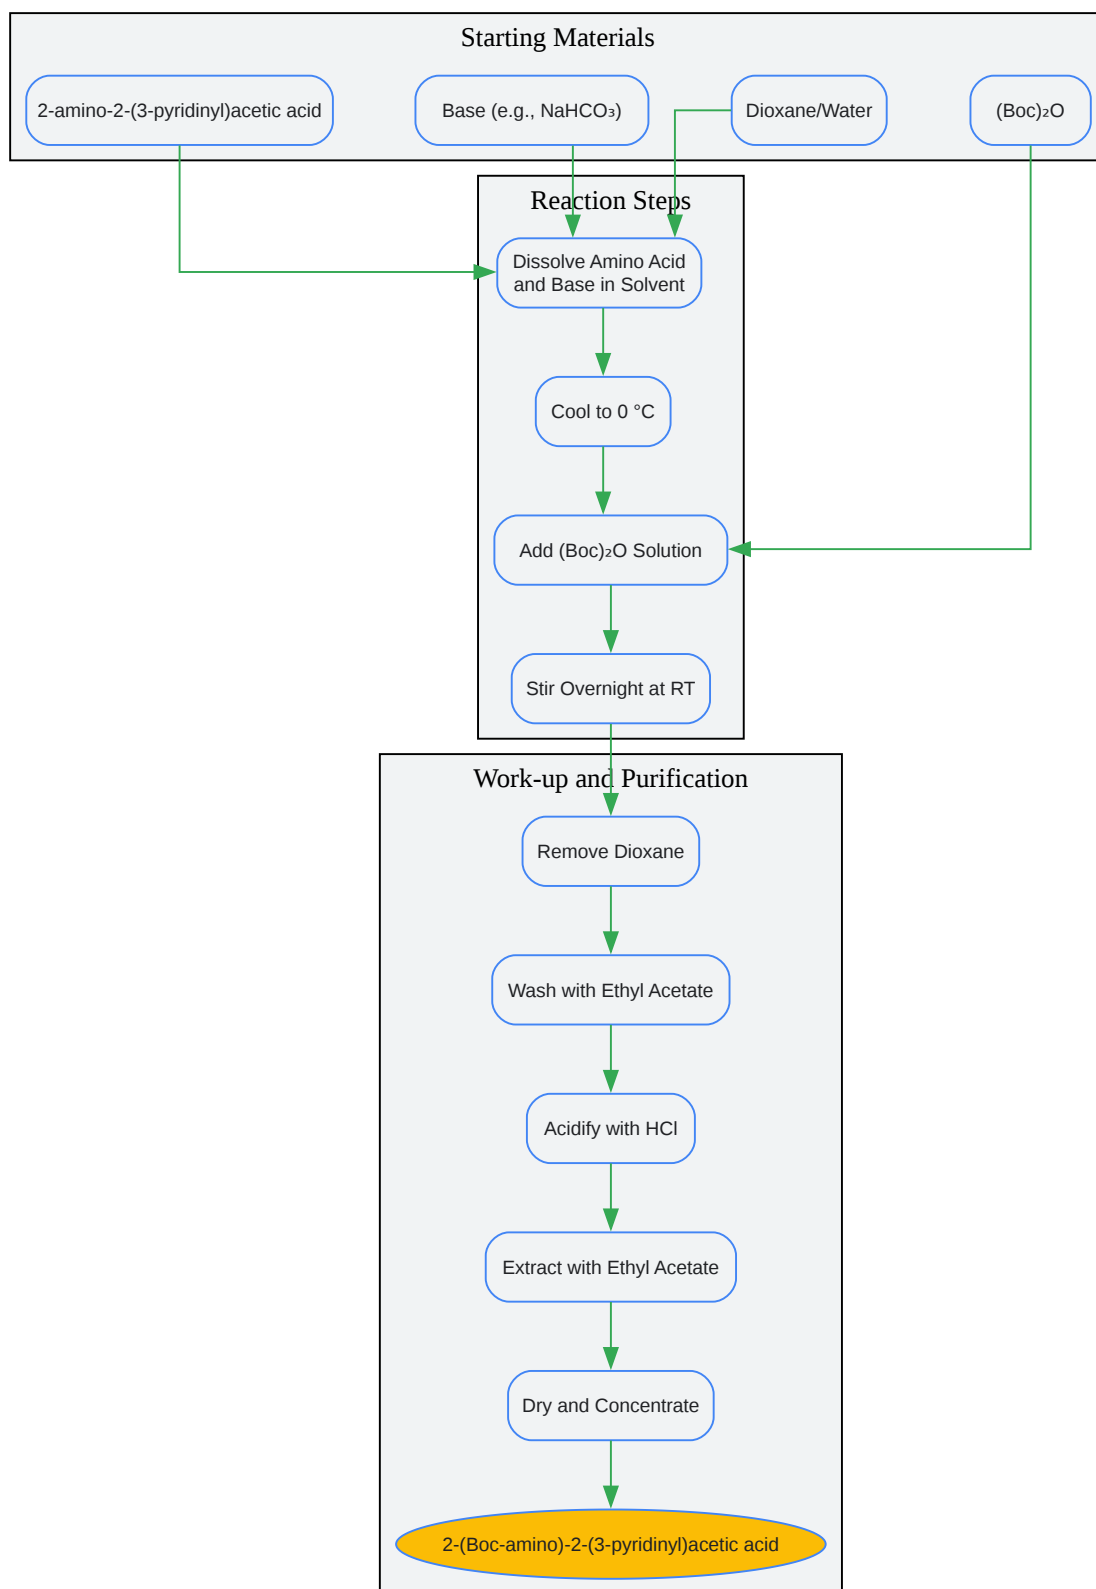 Starting Materials
2-amino-2-(3-pyridinyl)acetic acid
Base (e.g., NaHCO₃)
Dioxane/Water
(Boc)₂O
Reaction Steps
Dissolve Amino Acid
and Base in Solvent
Cool to 0 °C
Add (Boc)₂O Solution
Stir Overnight at RT
Work-up and Purification
Remove Dioxane
Wash with Ethyl Acetate
Acidify with HCl
Extract with Ethyl Acetate
Dry and Concentrate
2-(Boc-amino)-2-(3-pyridinyl)acetic acid